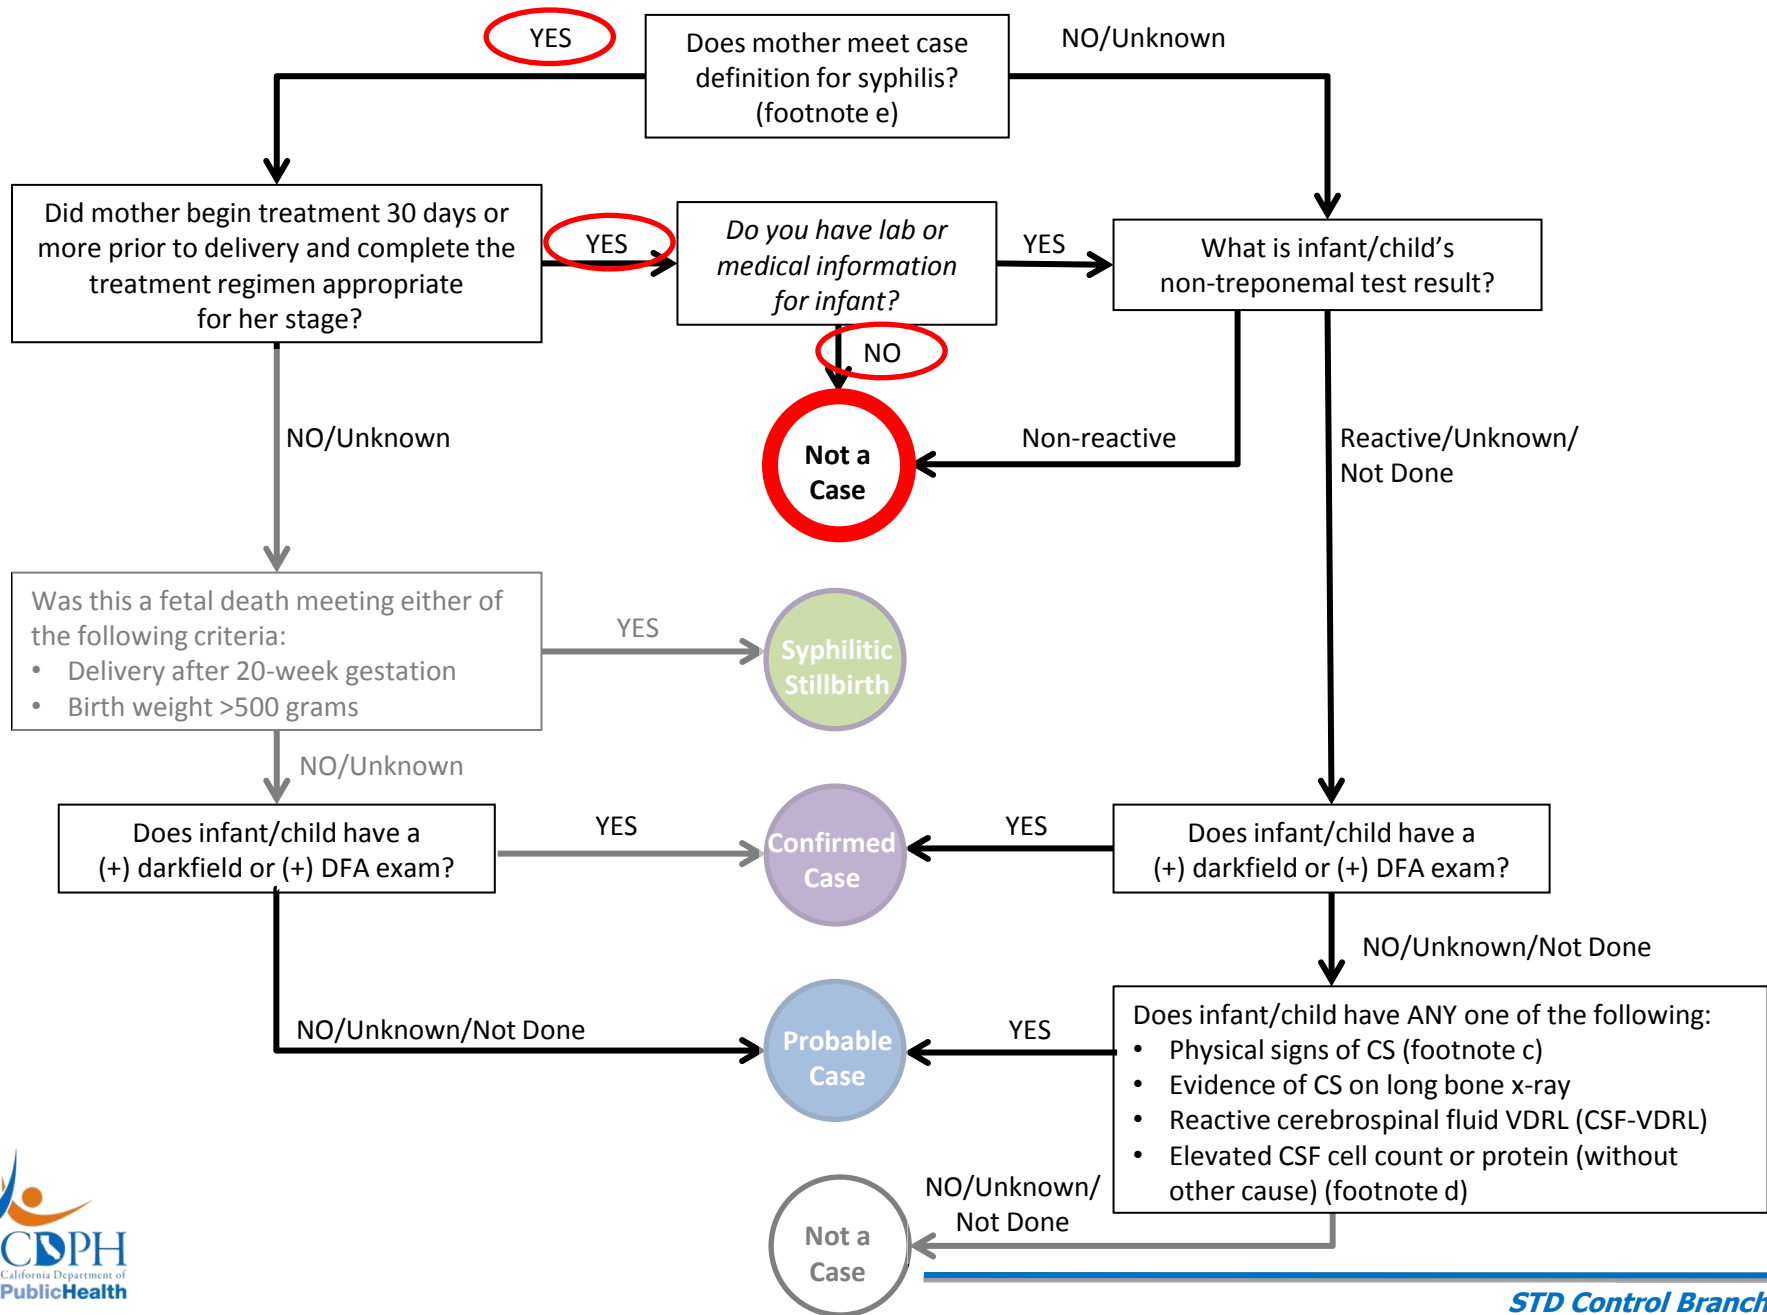 YES
Does mother meet case
definition for syphilis?
(footnote e)
NO/Unknown
Did mother begin treatment 30 days or
more prior to delivery and complete the
treatment regimen appropriate
for her stage?
YES
Do you have lab or
medical information
for infant?
YES
What is infant/child's
non-treponemal test result?
NO
NO/Unknown
Not a
Case
Non-reactive
Reactive/Unknown/
Not Done
Was this a fetal death meeting either of
the following criteria:
• Delivery after 20-week gestation
• Birth weight >500 grams
YES
Syphilitic
Stillbirth
NO/Unknown
Does infant/child have a
(+) darkfield or (+) DFA exam?
YES
Confirmed
Case
YES
Does infant/child have a
(+) darkfield or (+) DFA exam?
NO/Unknown/Not Done
NO/Unknown/Not Done
Probable
Case
YES
Does infant/child have ANY one of the following:
• Physical signs of CS (footnote c)
• Evidence of CS on long bone x-ray
• Reactive cerebrospinal fluid VDRL (CSF-VDRL)
• Elevated CSF cell count or protein (without
other cause) (footnote d)
NO/Unknown/
Not Done
Not a
Case
CDPH
California Department of
PublicHealth
STD Control Branch